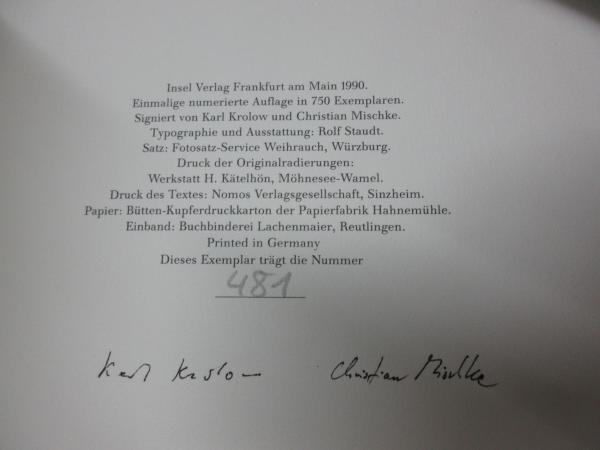 Insel Verlag Frankfurt am Main 1990.
Einmalige numerierte Auflage in 750 Exemplaren.
Signiert von Karl Krolow und Christian Mischke.
Typographie und Ausstattung: Rolf Staudt.
Satz: Fotosatz-Service Weihrauch, Würzburg.
Druck der Originalradierungen:
Werkstatt H. Kätelhön, Möhnesee-Wamel.
Druck des Textes: Nomos Verlagsgesellschaft, Sinzheim.
Papier: Bütten-Kupferdruckkarton der Papierfabrik Hahnemühle.
Einband: Buchbinderei Lachenmaier, Reutlingen.
Printed in Germany
Dieses Exemplar trägt die Nummer
481
Karl Krolow Christian Mischke